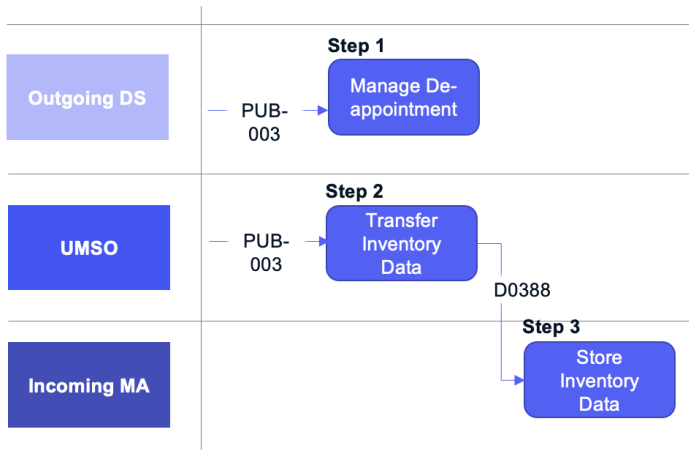 Step 1
Outgoing DS
PUB-
003
Manage De-
appointment
Step 2
UMSO
PUB-
003
Transfer
Inventory
Data
D0388
Step 3
Incoming MA
Store
Inventory
Data